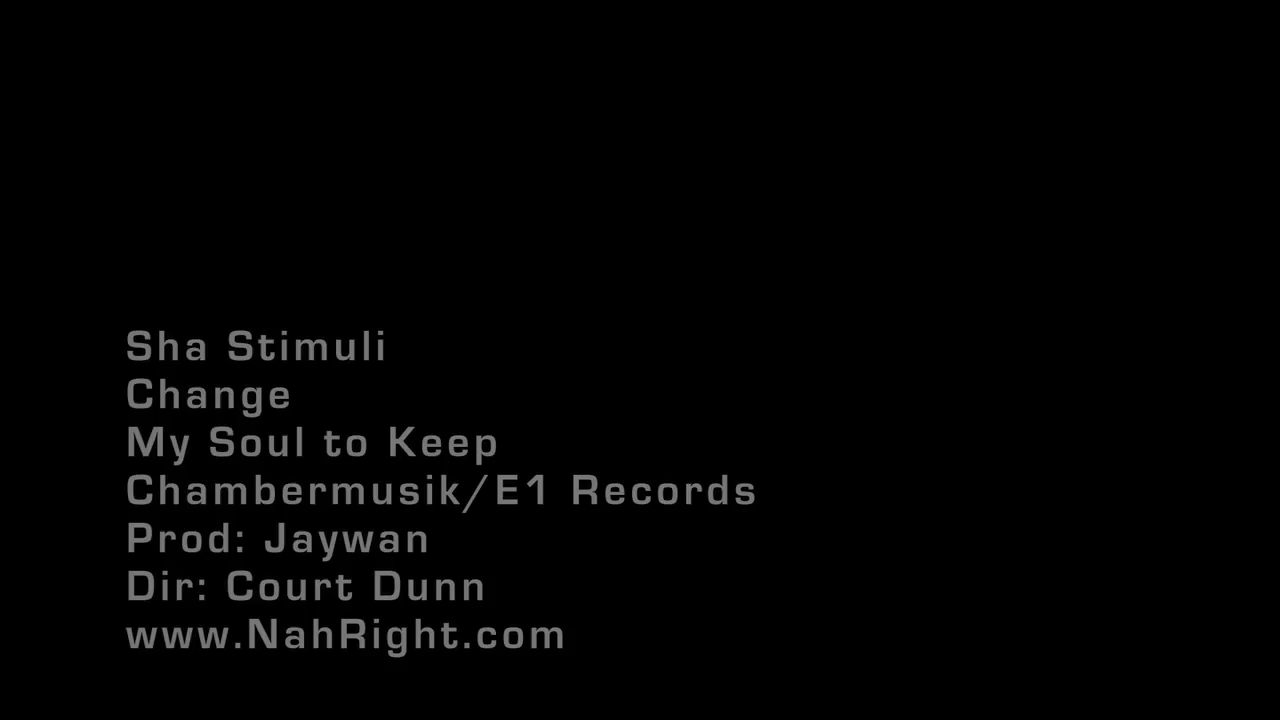 Sha Stimuli
Change
My Soul to Keep
Chambermusik/E1 Records
Prod: Jaywan
Dir: Court Dunn
www.NahRight.com